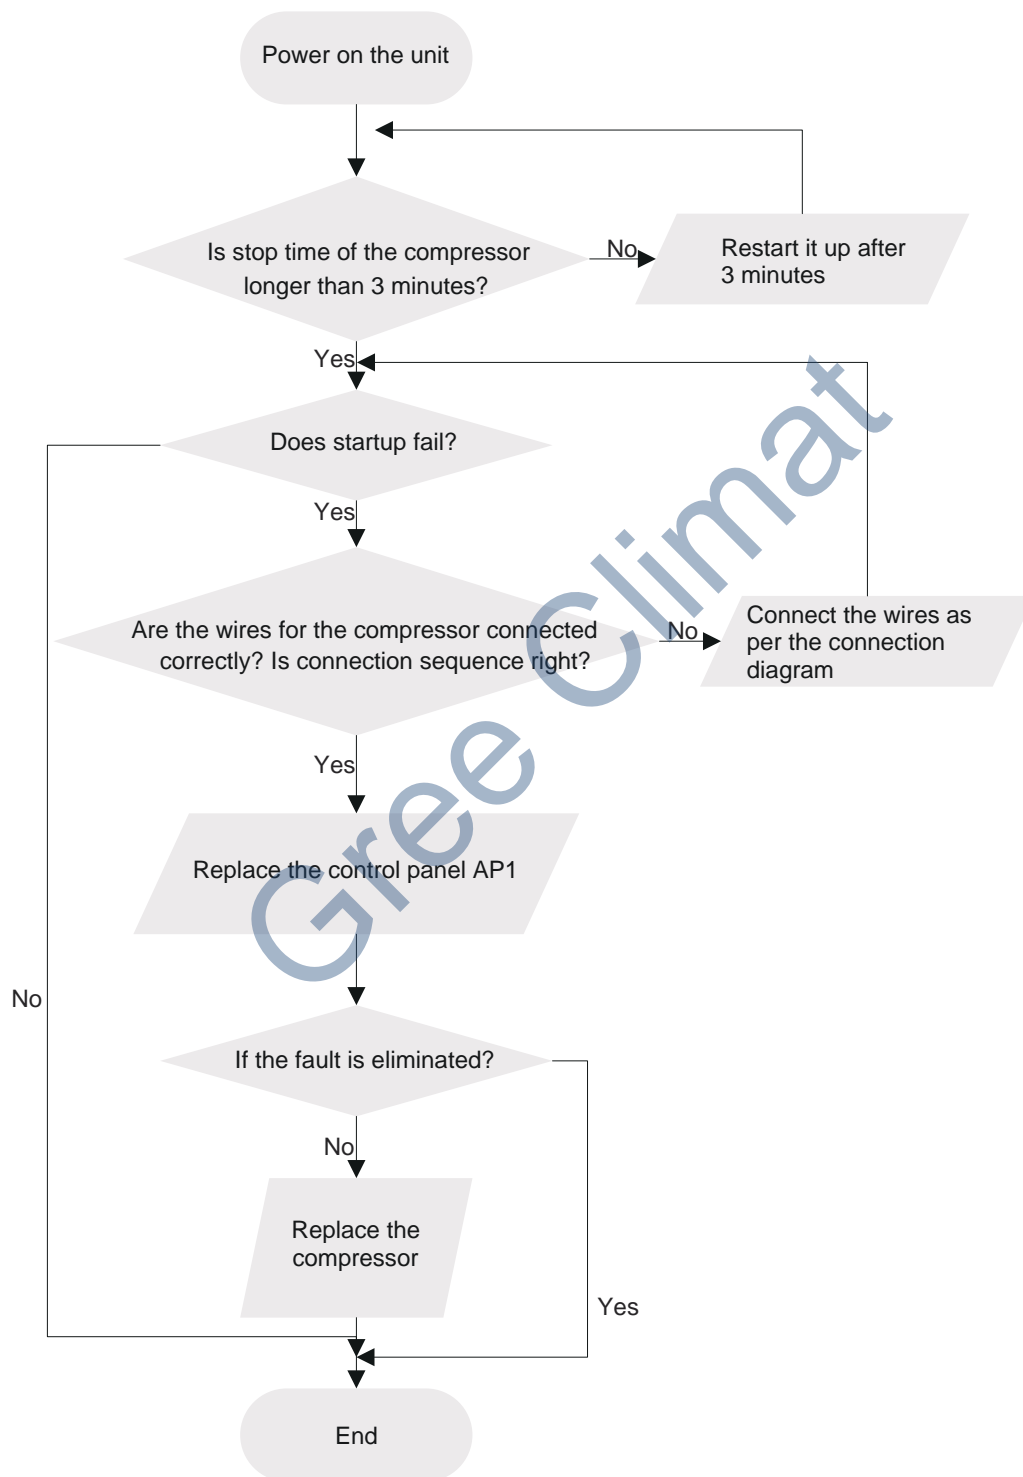 Power on the unit
Is stop time of the compressor
longer than 3 minutes?
No
Restart it up after
3 minutes
Yes
Does startup fail?
Yes
Are the wires for the compressor connected
correctly? Is connection sequence right?
No
Connect the wires as
per the connection
diagram
Yes
Replace the control panel AP1
No
If the fault is eliminated?
No
Replace the
compressor
Yes
End
Gree Climat